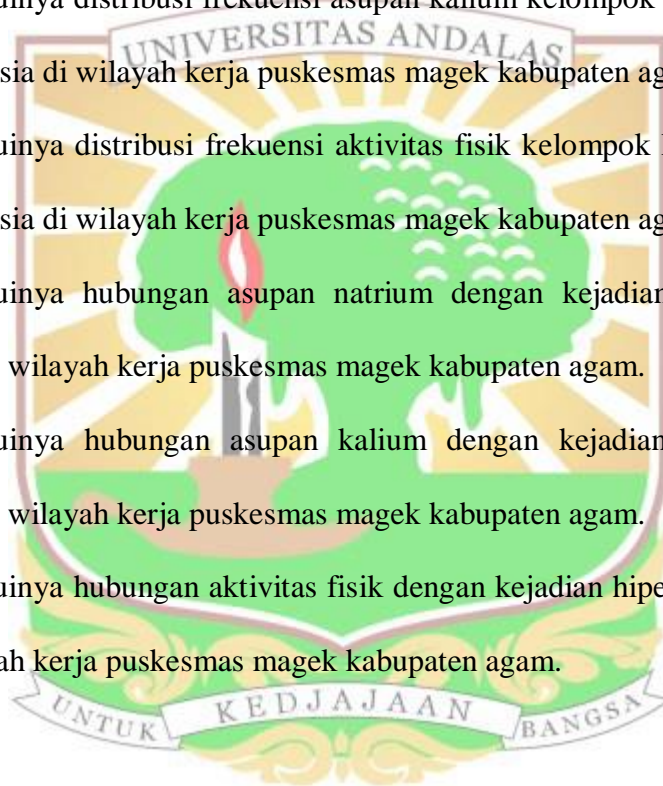 uinya distribusi frekuensi asupan kalium kelompok
UNIVERSITAS ANDALAS
sia di wilayah kerja puskesmas magek kabupaten ag
uinya distribusi frekuensi aktivitas fisik kelompok
sia di wilayah kerja puskesmas magek kabupaten ag
uinya hubungan asupan natrium dengan kejadian
wilayah kerja puskesmas magek kabupaten agam.
uinya hubungan asupan kalium dengan kejadian
wilayah kerja puskesmas magek kabupaten agam.
uinya hubungan aktivitas fisik dengan kejadian hipe
ah kerja puskesmas magek kabupaten agam.
UNTUK KEDJAJAAN BANGSA